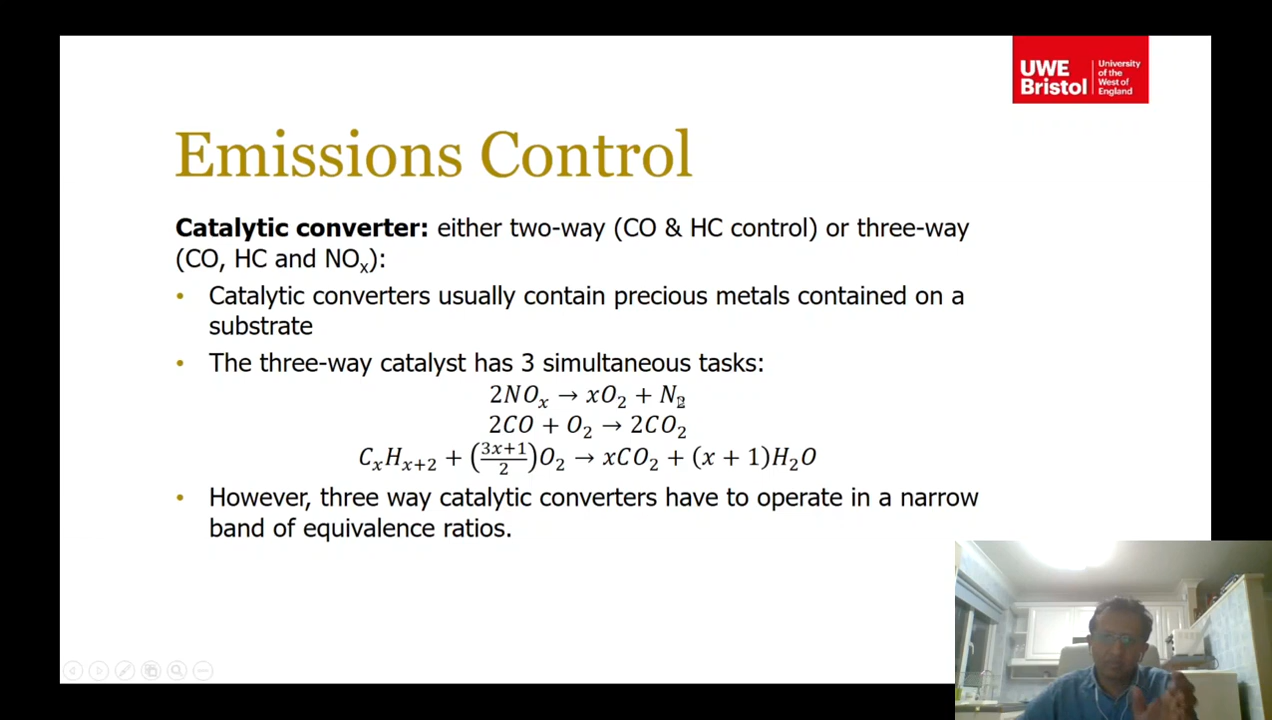 UWE Bristol
University of the West of England
Emissions Control
Catalytic converter: either two-way (CO & HC control) or three-way
(CO, HC and NOₓ):
• Catalytic converters usually contain precious metals contained on a
substrate
• The three-way catalyst has 3 simultaneous tasks:
2NOₓ → xO₂ + N₂
2CO + O₂ → 2CO₂
CₓHₓ₊₂ + ((3x+1)/2)O₂ → xCO₂ + (x + 1)H₂O
• However, three way catalytic converters have to operate in a narrow
band of equivalence ratios.